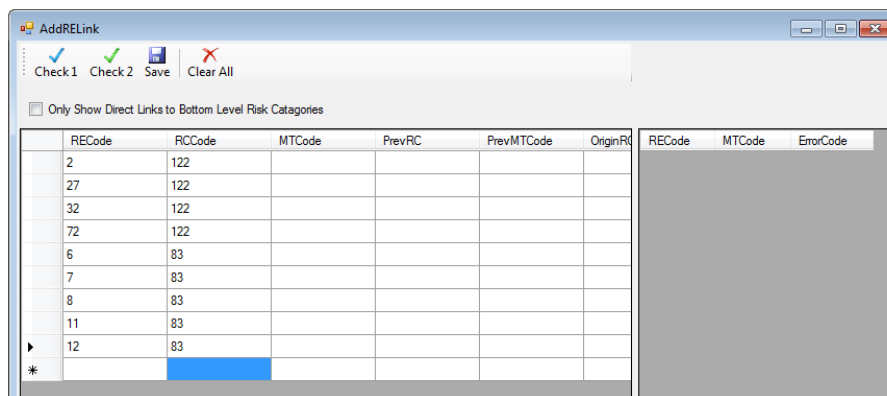 AddRELink
Check 1 Check 2 Save Clear All
Only Show Direct Links to Bottom Level Risk Catagories
RECode RCCode MTCode PrevRC PrevMTCode OriginRC RECode MTCode ErrorCode
2 122
27 122
32 122
72 122
6 83
7 83
8 83
11 83
12 83